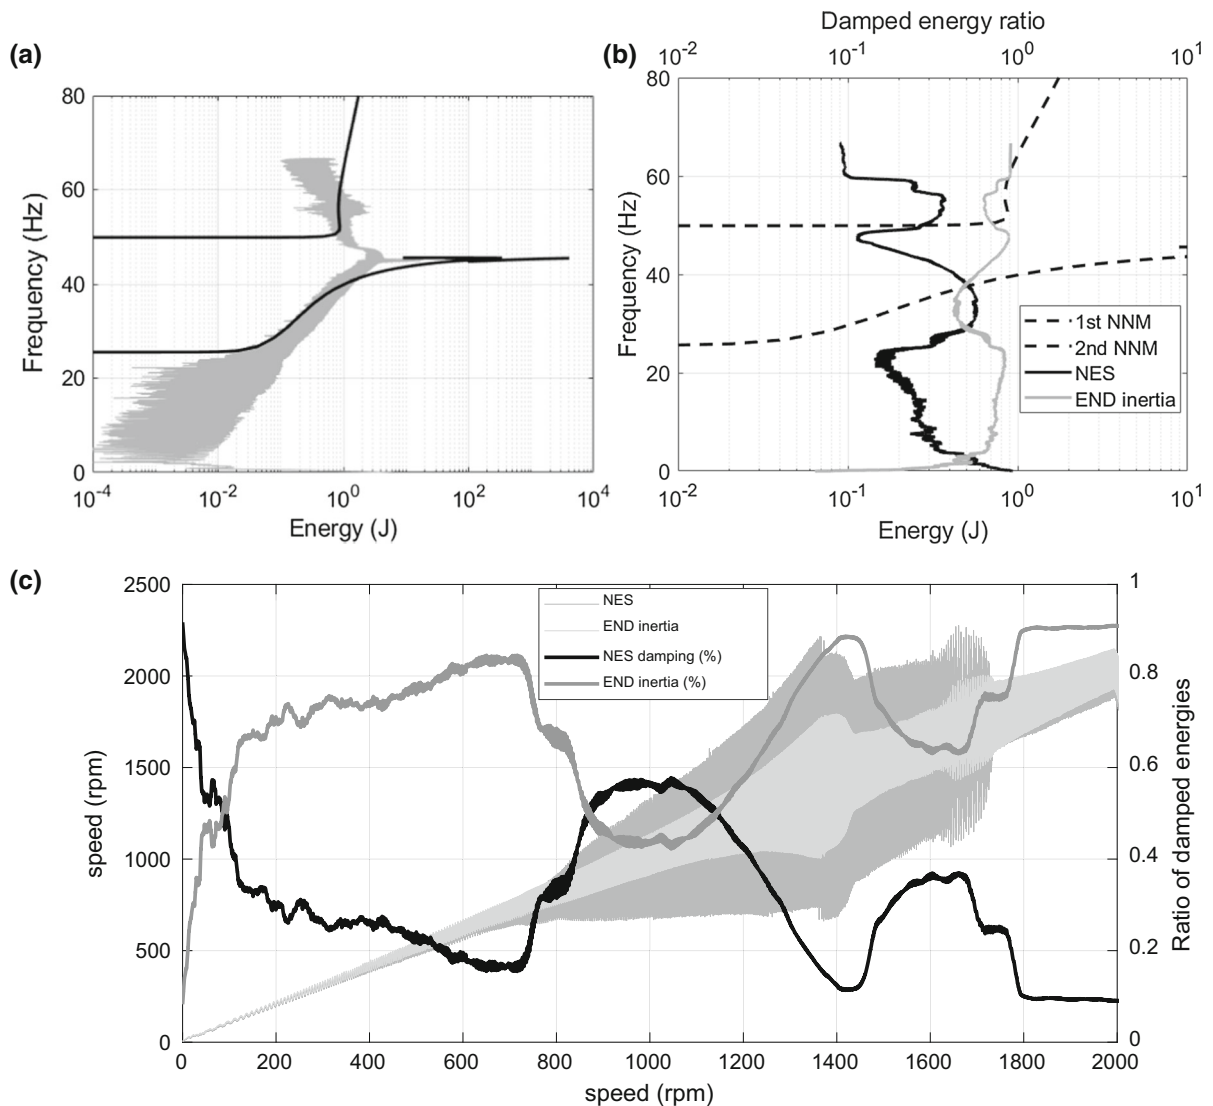 (a)
80
60
40
20
0
Frequency (Hz)
10^-4
10^-2
10^0
10^2
10^4
Energy (J)
(b)
Damped energy ratio
10^-2
10^-1
10^0
10^1
80
60
40
20
0
Frequency (Hz)
1st NNM
2nd NNM
NES
END inertia
10^-2
10^-1
10^0
10^1
Energy (J)
(c)
2500
2000
1500
1000
500
0
speed (rpm)
NES
END inertia
NES damping (%)
END inertia (%)
1
0.8
0.6
0.4
0.2
0
Ratio of damped energies
0
200
400
600
800
1000
1200
1400
1600
1800
2000
speed (rpm)